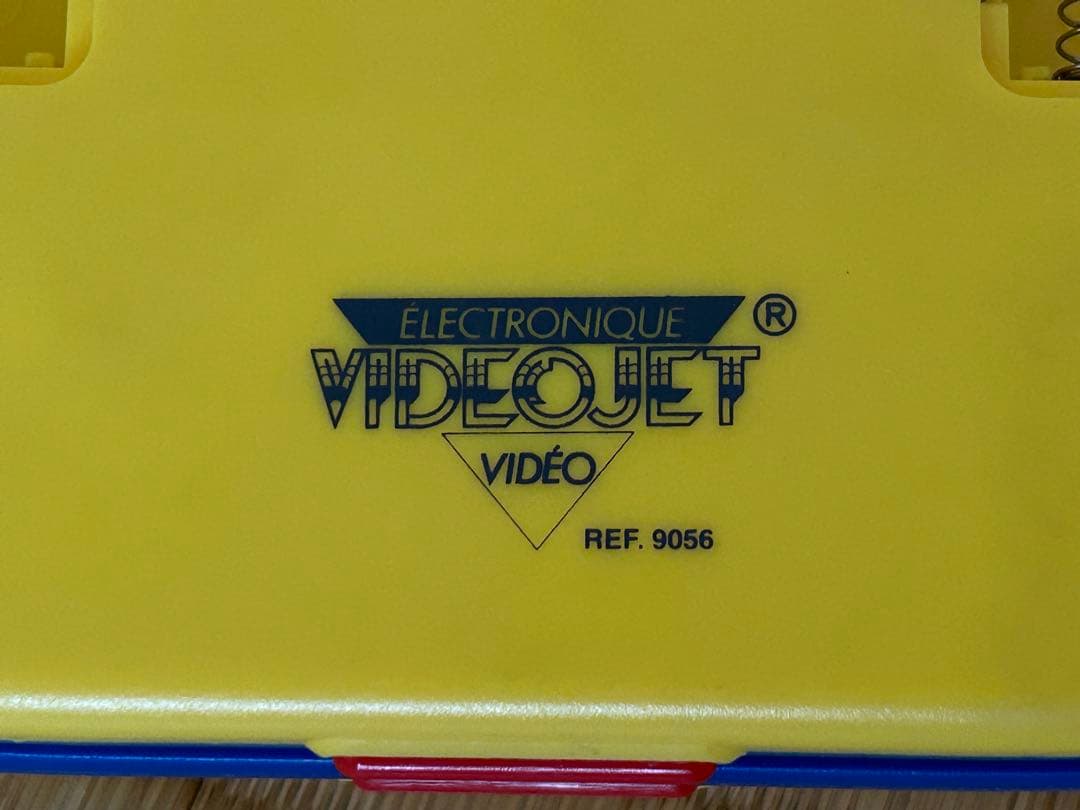 ÉLECTRONIQUE
®
VIDEOJET
VIDÉO
REF. 9056